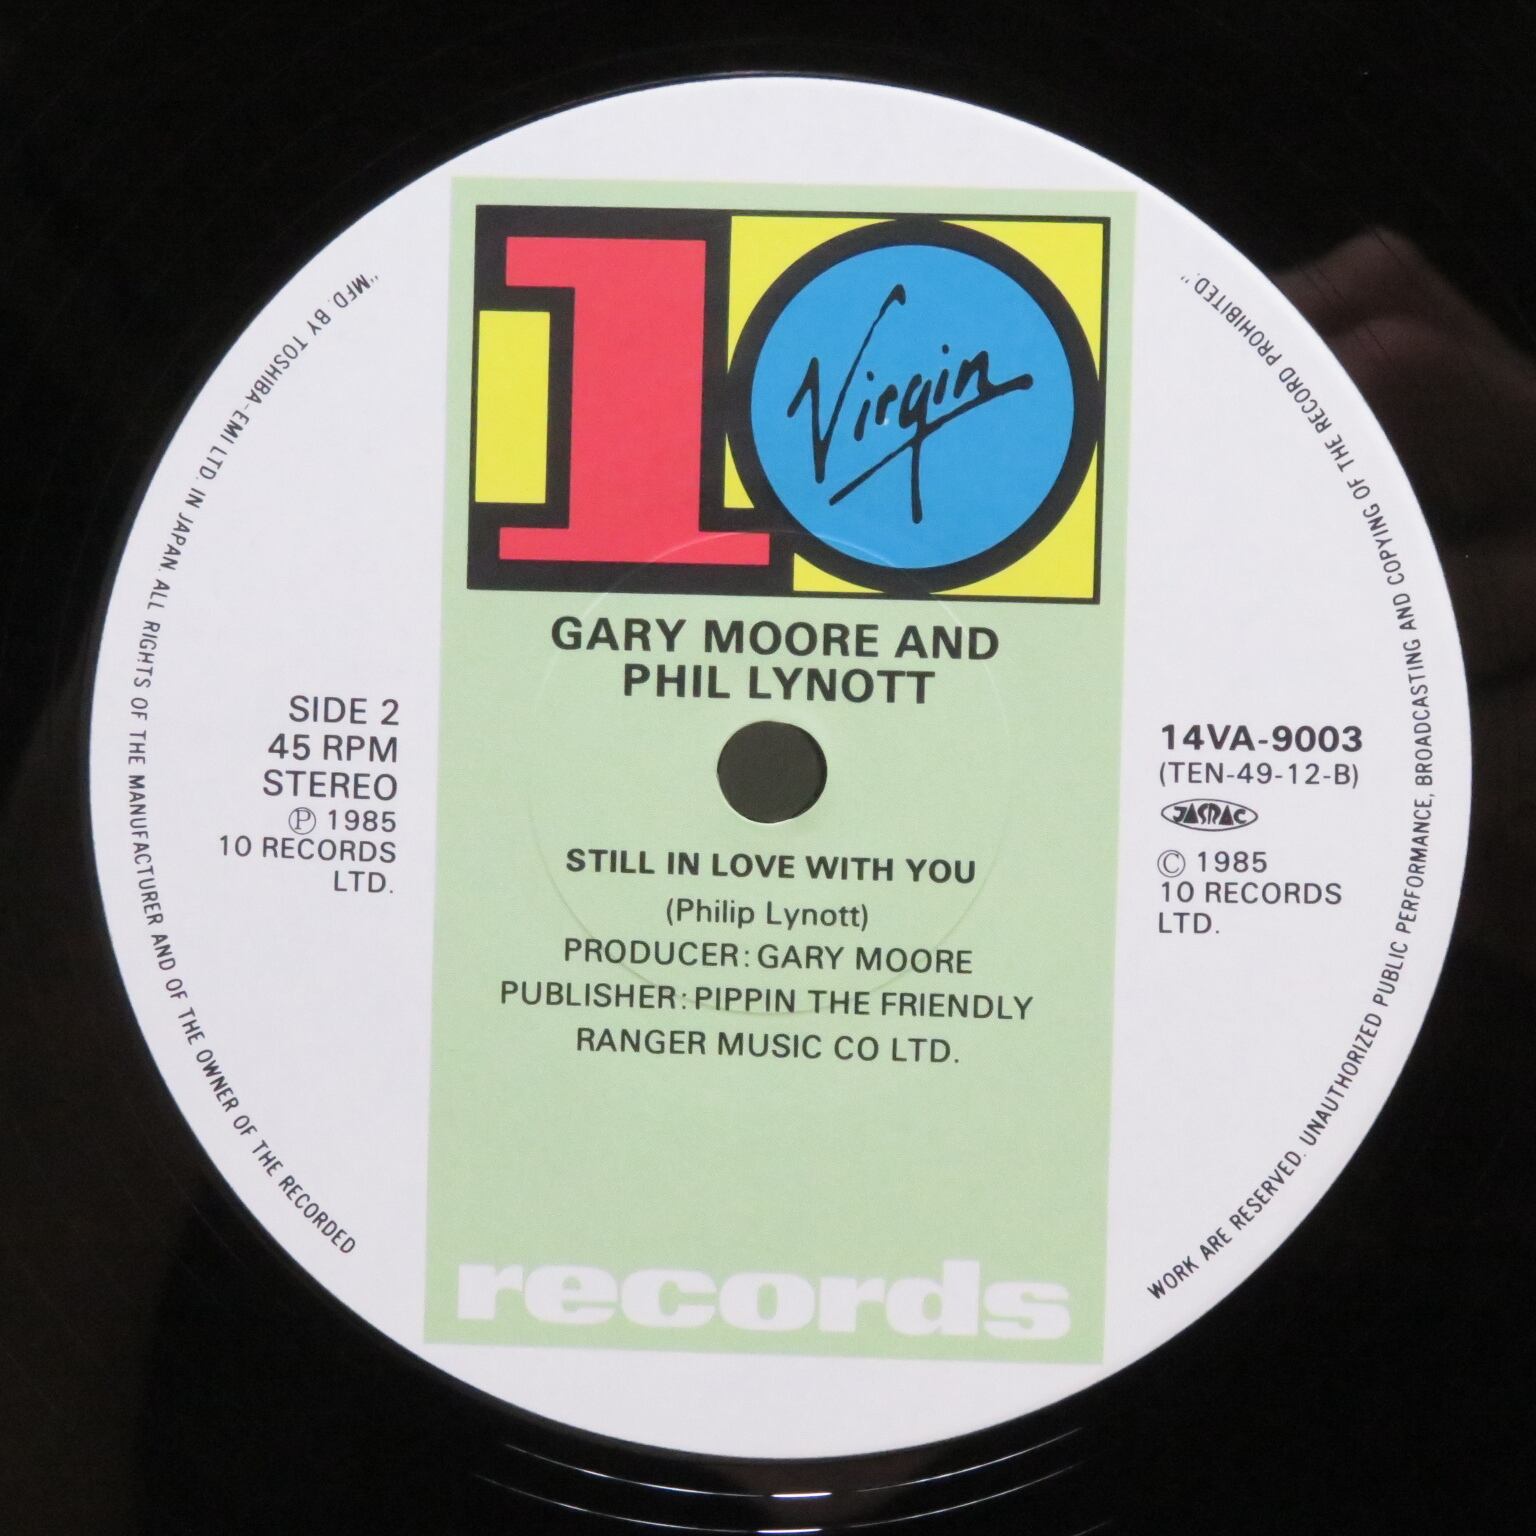 10
Virgin
GARY MOORE AND
PHIL LYNOTT
SIDE 2
45 RPM
STEREO
Ⓟ 1985
10 RECORDS
LTD.
14VA-9003
(TEN-49-12-B)
JASRAC
© 1985
10 RECORDS
LTD.
STILL IN LOVE WITH YOU
(Philip Lynott)
PRODUCER: GARY MOORE
PUBLISHER: PIPPIN THE FRIENDLY
RANGER MUSIC CO LTD.
records
"MFD. BY TOSHIBA-EMI LTD. IN JAPAN. ALL RIGHTS OF THE MANUFACTURER AND OF THE OWNER OF THE RECORDED
WORK ARE RESERVED. UNAUTHORIZED PUBLIC PERFORMANCE, BROADCASTING AND COPYING OF THE RECORD PROHIBITED."